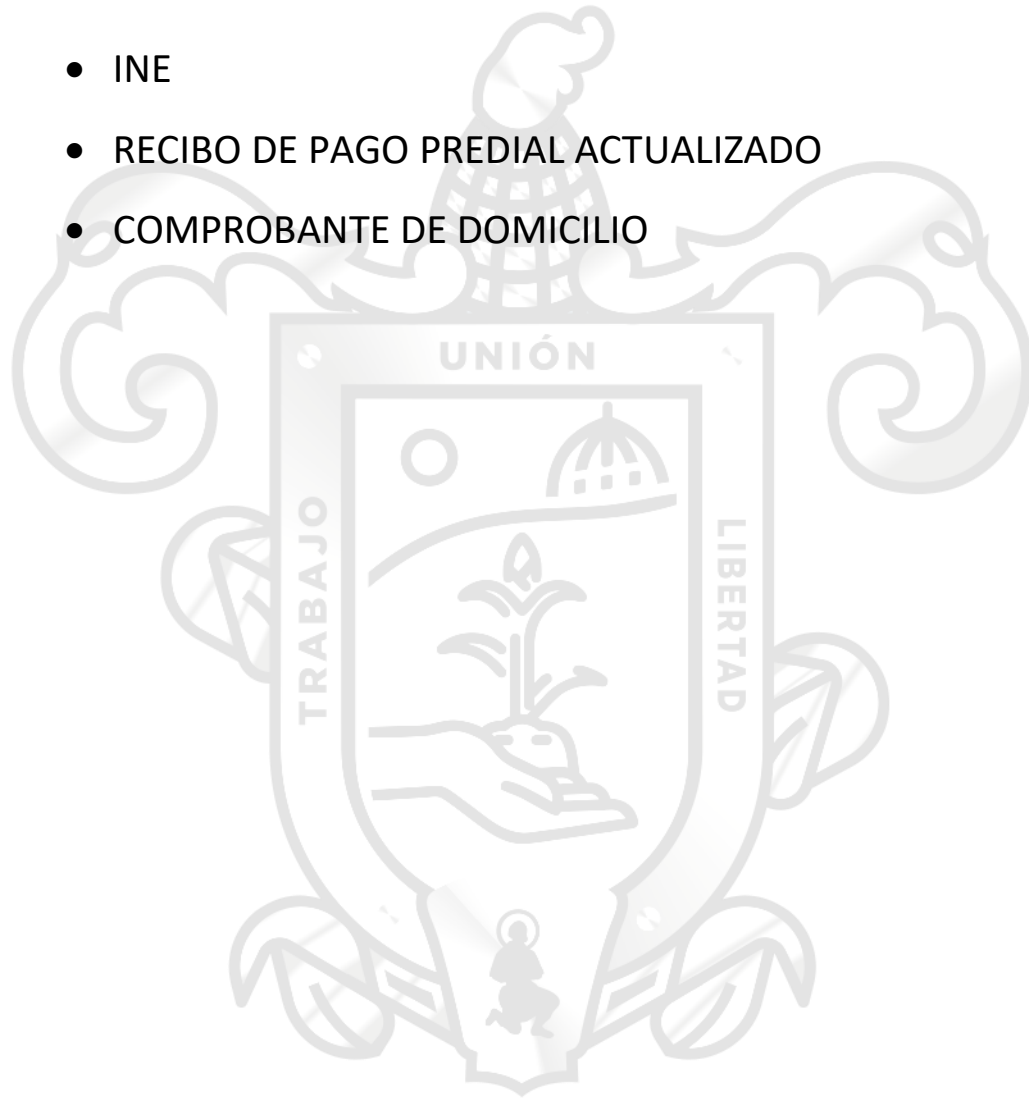 • INE
• RECIBO DE PAGO PREDIAL ACTUALIZADO
• COMPROBANTE DE DOMICILIO
UNIÓN
TRABAJO
LIBERTAD